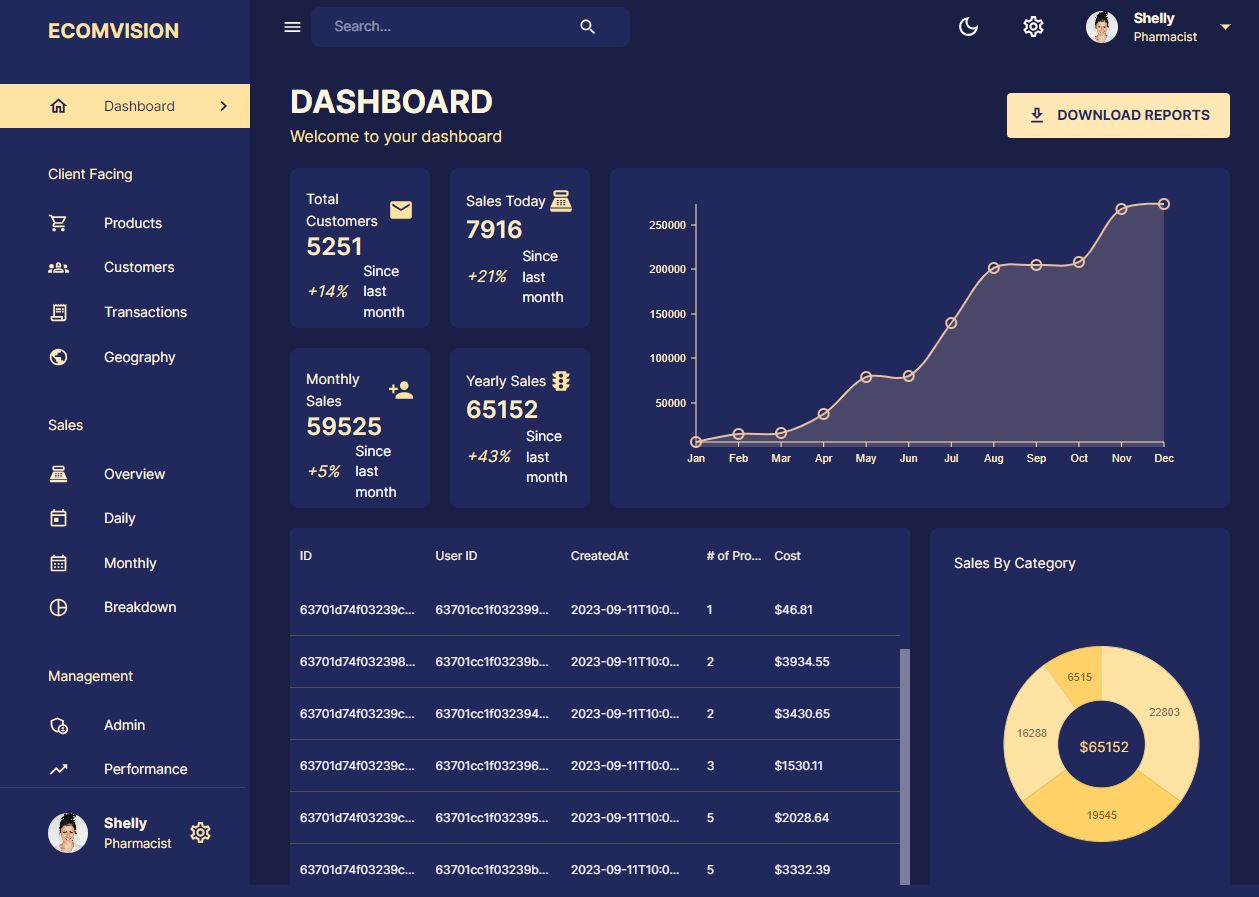 ECOMVISION
Search...
Shelly
Pharmacist
Dashboard
Client Facing
Products
Customers
Transactions
Geography
Sales
Overview
Daily
Monthly
Breakdown
Management
Admin
Performance
Shelly
Pharmacist
DASHBOARD
Welcome to your dashboard
DOWNLOAD REPORTS
Total
Customers
5251
+14%
Since
last
month
Sales Today
7916
+21%
Since
last
month
Monthly
Sales
59525
+5%
Since
last
month
Yearly Sales
65152
+43%
Since
last
month
250000
200000
150000
100000
50000
Jan Feb Mar Apr May Jun Jul Aug Sep Oct Nov Dec
ID User ID CreatedAt # of Pro... Cost
63701d74f03239c... 63701cc1f032399... 2023-09-11T10:0... 1 $46.81
63701d74f032398... 63701cc1f03239b... 2023-09-11T10:0... 2 $3934.55
63701d74f03239c... 63701cc1f032394... 2023-09-11T10:0... 2 $3430.65
63701d74f03239c... 63701cc1f032396... 2023-09-11T10:0... 3 $1530.11
63701d74f03239c... 63701cc1f032395... 2023-09-11T10:0... 5 $2028.64
63701d74f03239c... 63701cc1f03239b... 2023-09-11T10:0... 5 $3332.39
Sales By Category
6515
22803
16288
$65152
19545